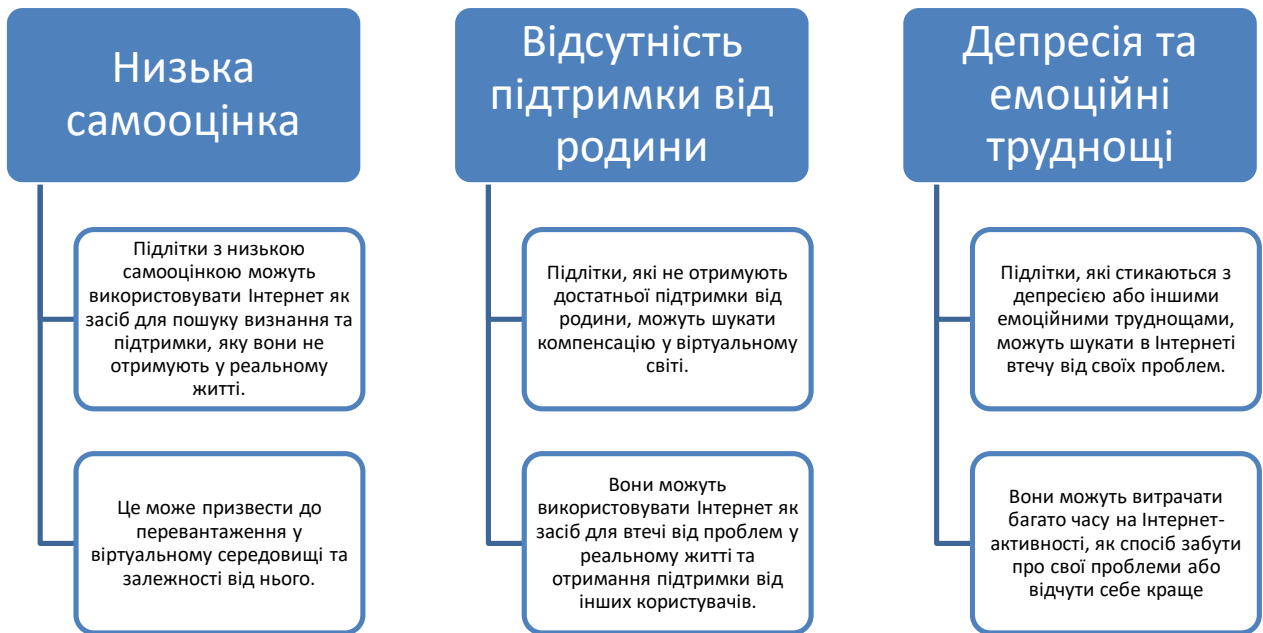 Низька
самооцінка
Підлітки з низькою
самооцінкою можуть
використовувати Інтернет як
засіб для пошуку визнання та
підтримки, яку вони не
отримують у реальному
житті.
Це може призвести до
перевантаження у
віртуальному середовищі та
залежності від нього.
Відсутність
підтримки від
родини
Підлітки, які не отримують
достатньої підтримки від
родини, можуть шукати
компенсацію у віртуальному
світі.
Вони можуть
використовувати Інтернет як
засіб для втечі від проблем у
реальному житті та
отримання підтримки від
інших користувачів.
Депресія та
емоційні
труднощі
Підлітки, які стикаються з
депресією або іншими
емоційними труднощами,
можуть шукати в Інтернеті
втечу від своїх проблем.
Вони можуть витрачати
багато часу на Інтернет-
активності, як спосіб забути
про свої проблеми або
відчути себе краще